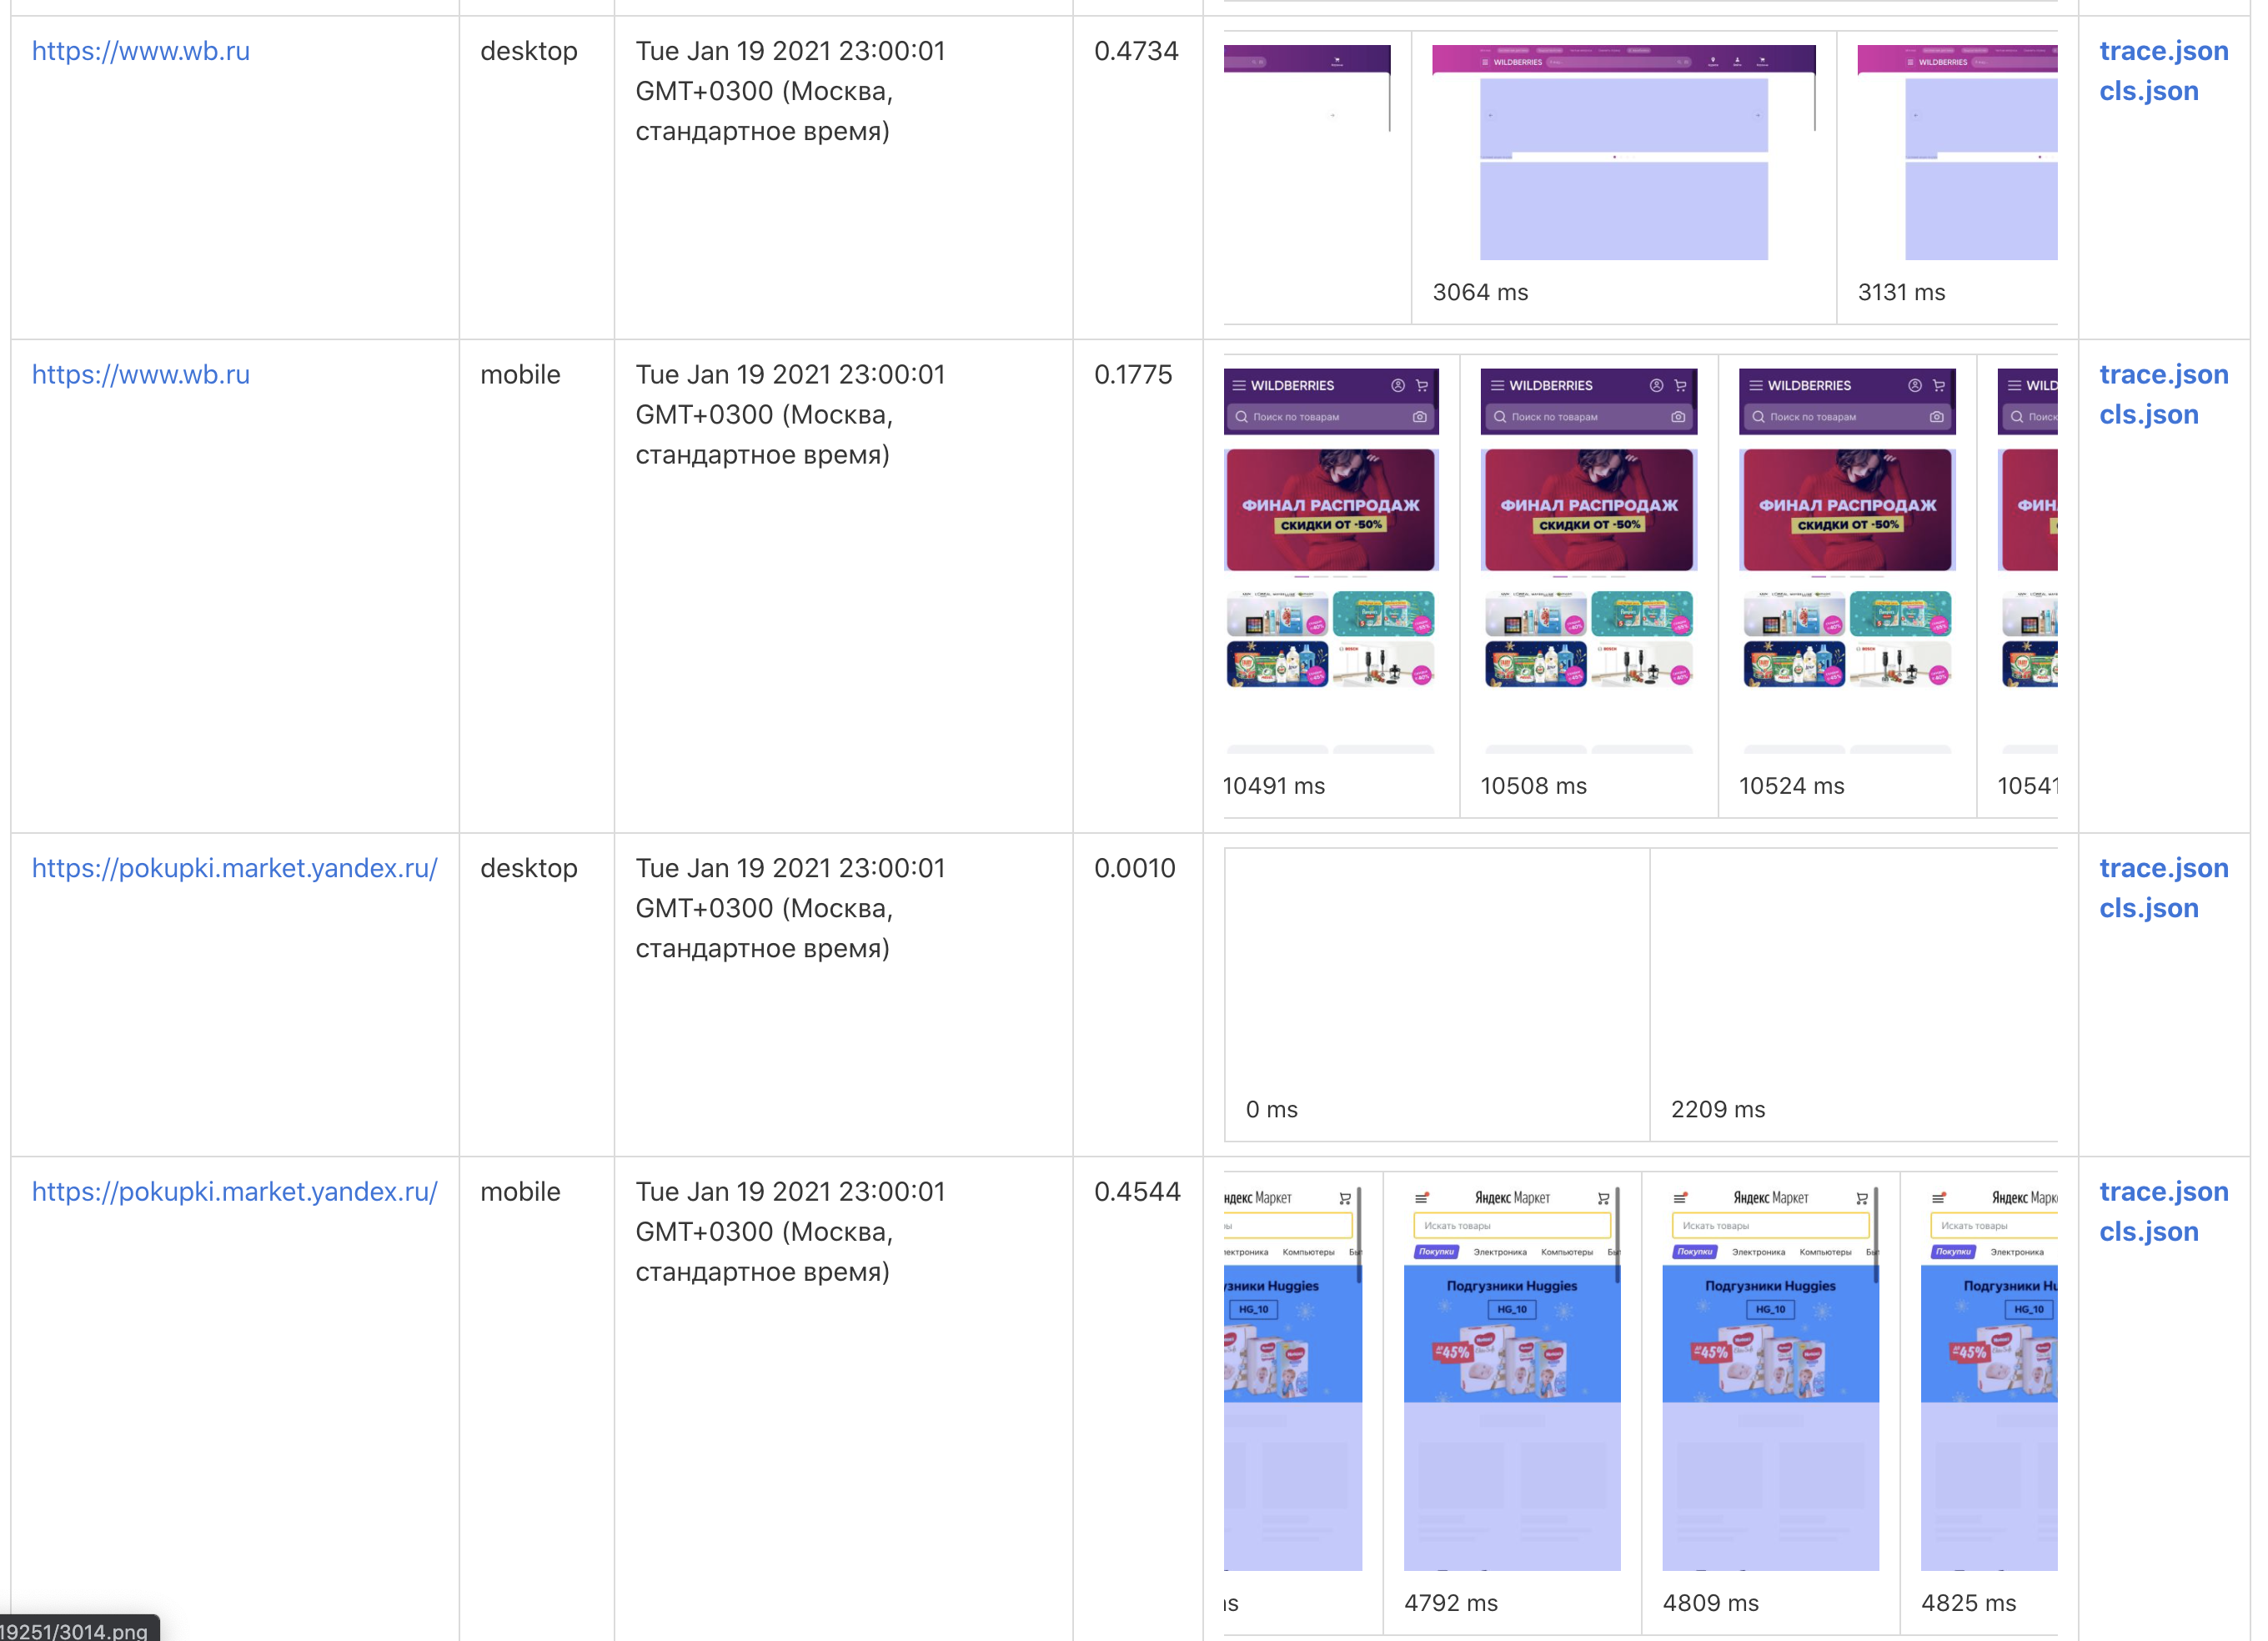 https://www.wb.ru
desktop
Tue Jan 19 2021 23:00:01
GMT+0300 (Москва,
стандартное время)
0.4734
WILDBERRIES
WILDBERRIES
3064 ms
3131 ms
trace.json
cls.json
https://www.wb.ru
mobile
Tue Jan 19 2021 23:00:01
GMT+0300 (Москва,
стандартное время)
0.1775
WILDBERRIES
Поиск по товарам
ФИНАЛ РАСПРОДАЖ
СКИДКИ ОТ -50%
10491 ms
WILDBERRIES
Поиск по товарам
ФИНАЛ РАСПРОДАЖ
СКИДКИ ОТ -50%
10508 ms
WILDBERRIES
Поиск по товарам
ФИНАЛ РАСПРОДАЖ
СКИДКИ ОТ -50%
10524 ms
WILD
Поиск
ФИН
10541
trace.json
cls.json
https://pokupki.market.yandex.ru/
desktop
Tue Jan 19 2021 23:00:01
GMT+0300 (Москва,
стандартное время)
0.0010
0 ms
2209 ms
trace.json
cls.json
https://pokupki.market.yandex.ru/
mobile
Tue Jan 19 2021 23:00:01
GMT+0300 (Москва,
стандартное время)
0.4544
ндекс Маркет
лектроника Компьютеры Бы
узники Huggies
HG_10
Яндекс Маркет
Искать товары
Покупки Электроника Компьютеры Бы
Подгузники Huggies
HG_10
ДО -45%
4792 ms
Яндекс Маркет
Искать товары
Покупки Электроника Компьютеры Бы
Подгузники Huggies
HG_10
ДО -45%
4809 ms
Яндекс Марк
Искать товары
Покупки Электроника
Подгузники Hu
HG_10
ДО -45%
4825 ms
trace.json
cls.json
19251/3014.png